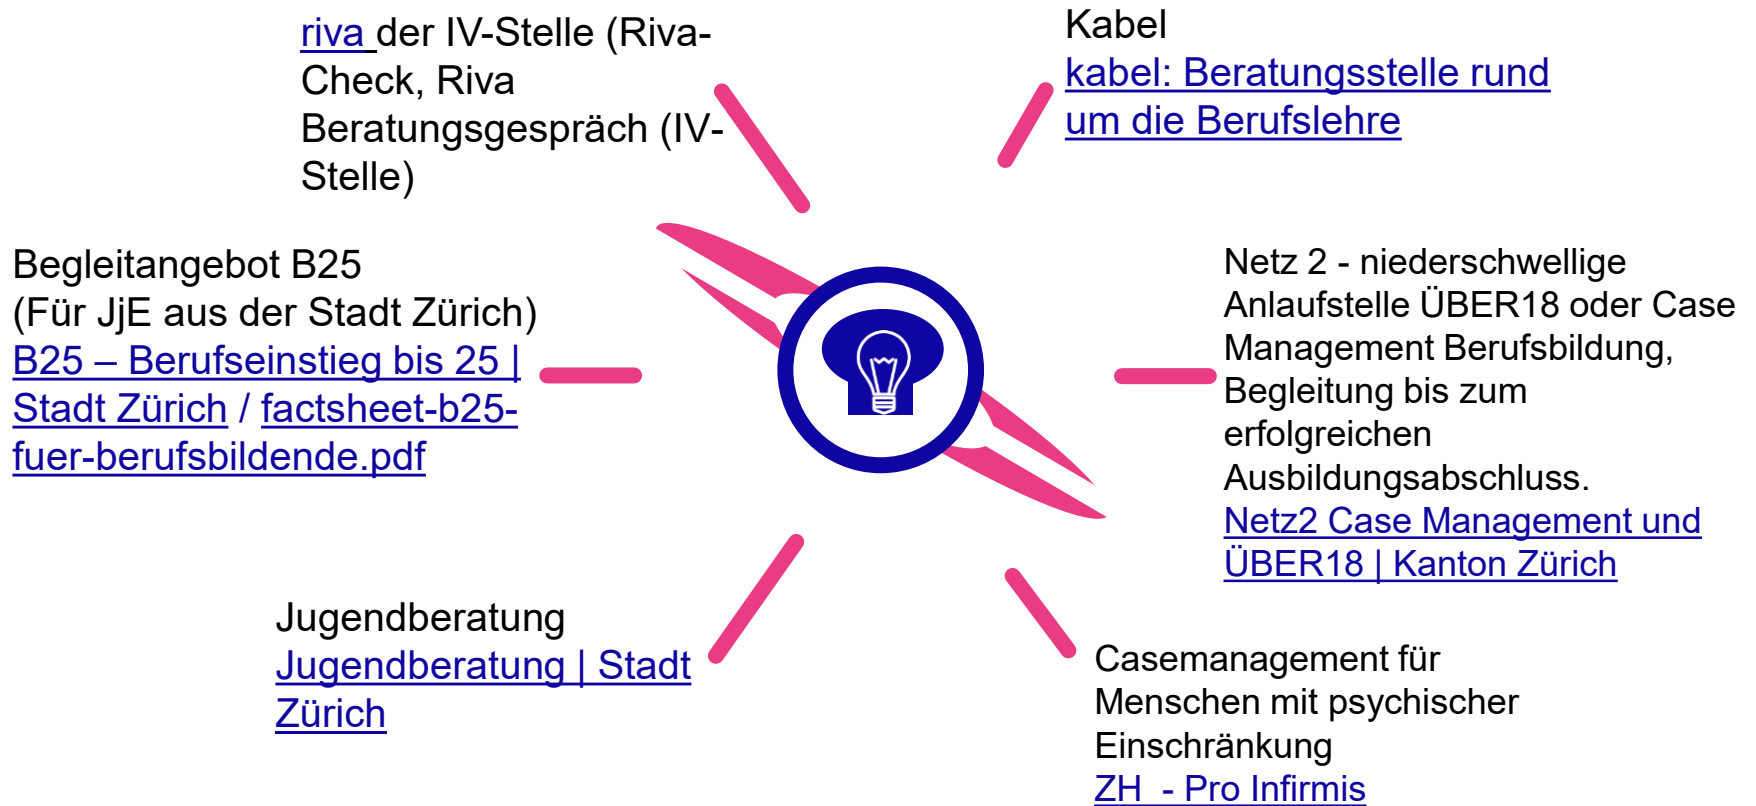 riva der IV-Stelle (Riva-
Check, Riva
Beratungsgespräch (IV-
Stelle)
Kabel
kabel: Beratungsstelle rund
um die Berufslehre
Begleitangebot B25
(Für JjE aus der Stadt Zürich)
B25 – Berufseinstieg bis 25 |
Stadt Zürich / factsheet-b25-
fuer-berufsbildende.pdf
Netz 2 - niederschwellige
Anlaufstelle ÜBER18 oder Case
Management Berufsbildung,
Begleitung bis zum
erfolgreichen
Ausbildungsabschluss.
Netz2 Case Management und
ÜBER18 | Kanton Zürich
Jugendberatung
Jugendberatung | Stadt
Zürich
Casemanagement für
Menschen mit psychischer
Einschränkung
ZH - Pro Infirmis